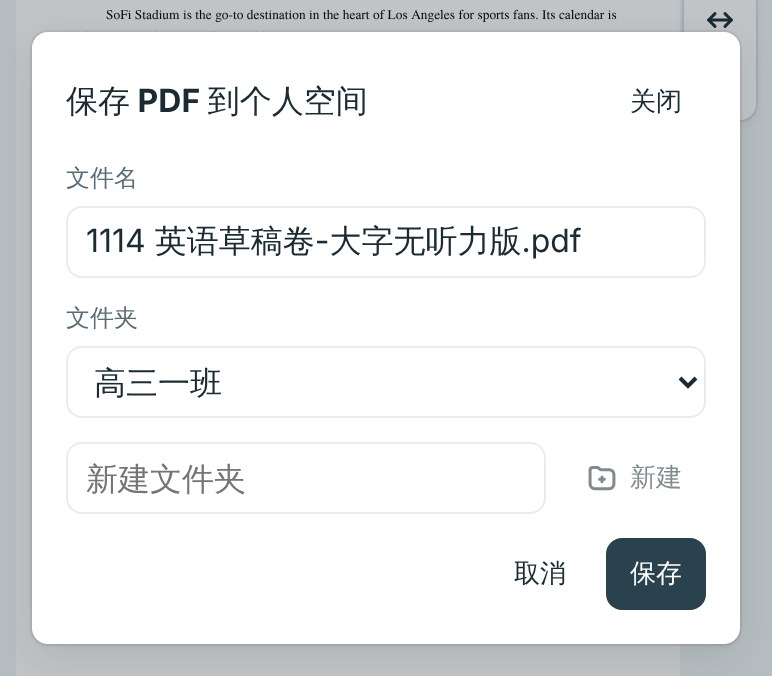 SoFi Stadium is the go-to destination in the heart of Los Angeles for sports fans. Its calendar is
保存 PDF 到个人空间
关闭
文件名
1114 英语草稿卷-大字无听力版.pdf
文件夹
高三一班
新建文件夹
新建
取消
保存